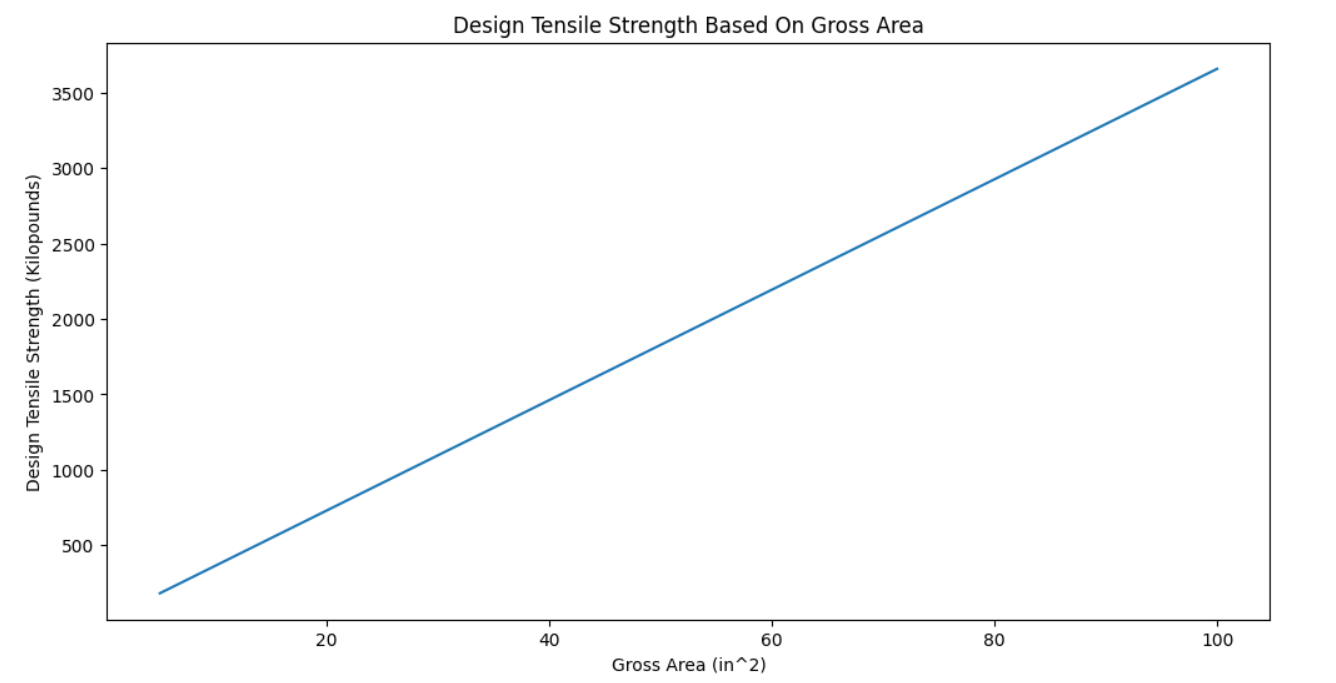 Design Tensile Strength Based On Gross Area
Design Tensile Strength (Kilopounds)
3500
3000
2500
2000
1500
1000
500
20 40 60 80 100
Gross Area (in^2)